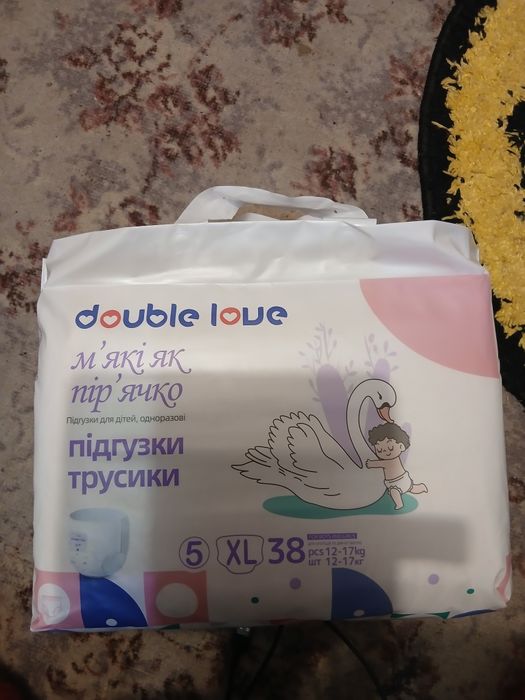 double love
м'які як
пір'ячко
Підгузки для дітей, одноразові
підгузки
трусики
5 XL 38
pcs 12-17kg
шт 12-17кг